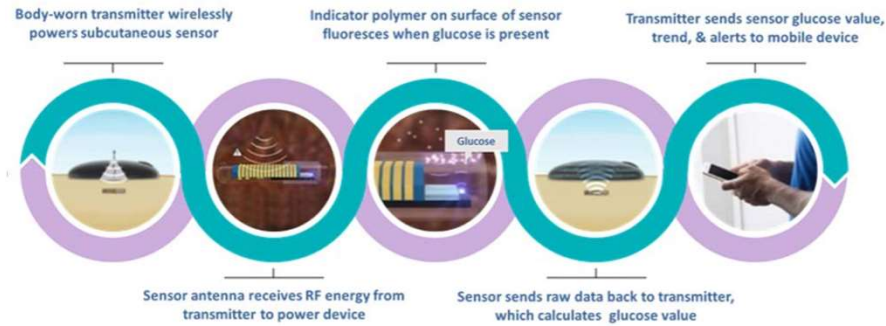 Body-worn transmitter wirelessly
powers subcutaneous sensor
Indicator polymer on surface of sensor
fluoresces when glucose is present
Transmitter sends sensor glucose value,
trend, & alerts to mobile device
Glucose
Sensor antenna receives RF energy from
transmitter to power device
Sensor sends raw data back to transmitter,
which calculates glucose value